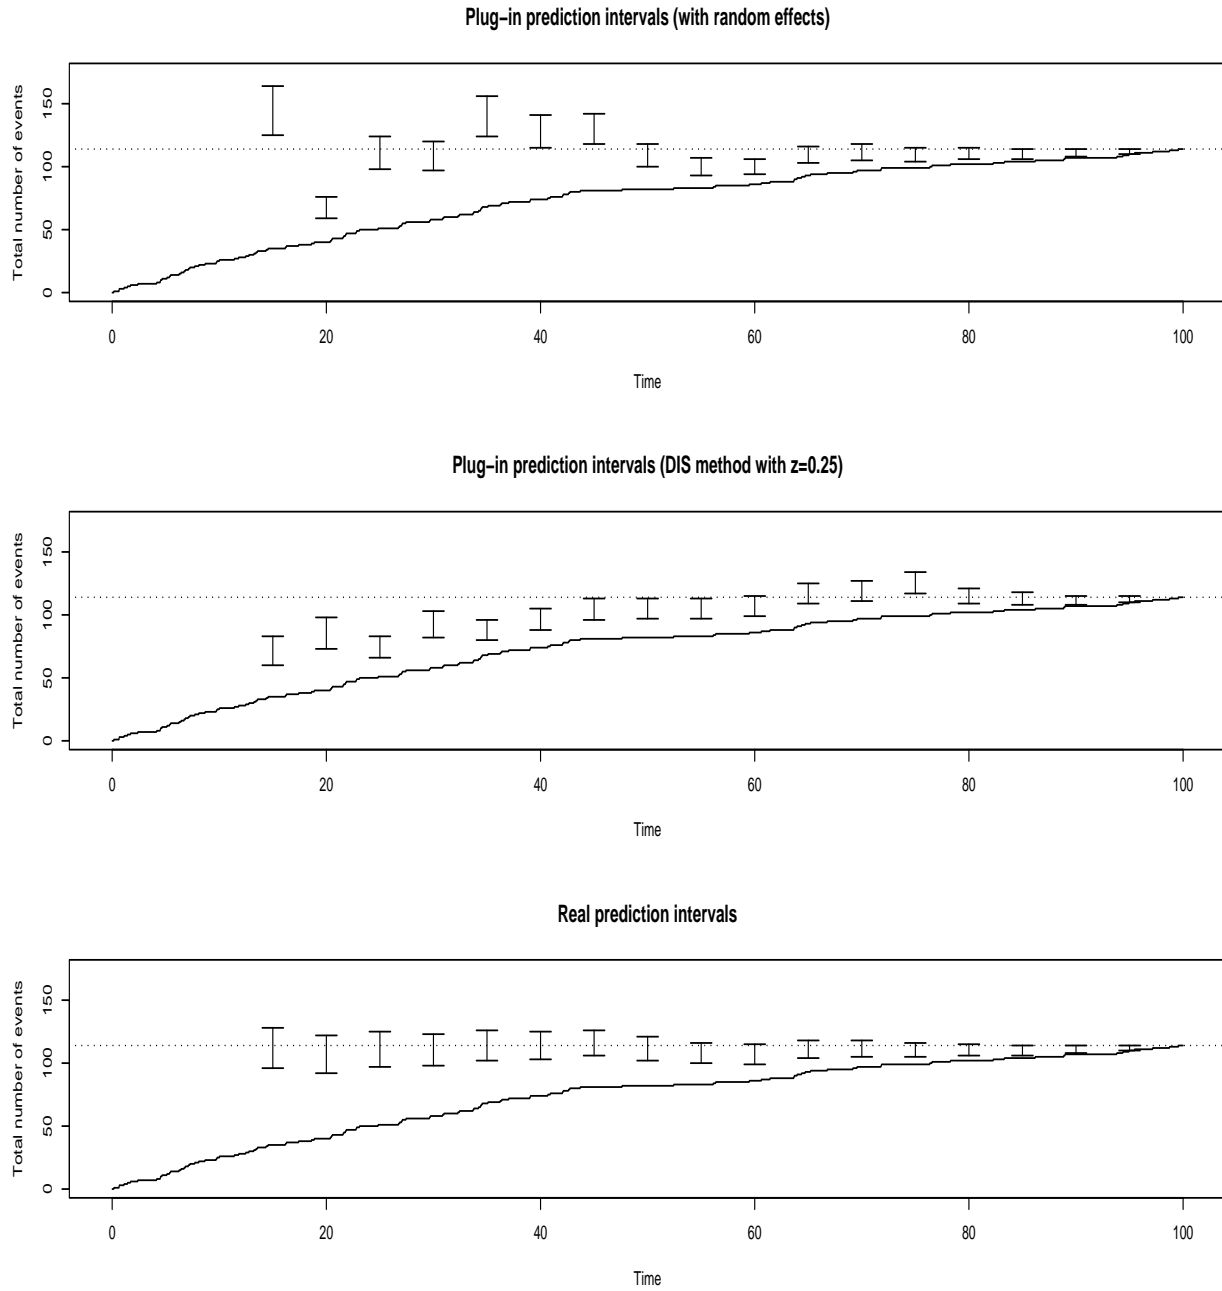 Plug−in prediction intervals (with random effects)
Total number of events
150
100
50
0
0 20 40 60 80 100
Time
Plug−in prediction intervals (DIS method with z=0.25)
Total number of events
150
100
50
0
0 20 40 60 80 100
Time
Real prediction intervals
Total number of events
150
100
50
0
0 20 40 60 80 100
Time